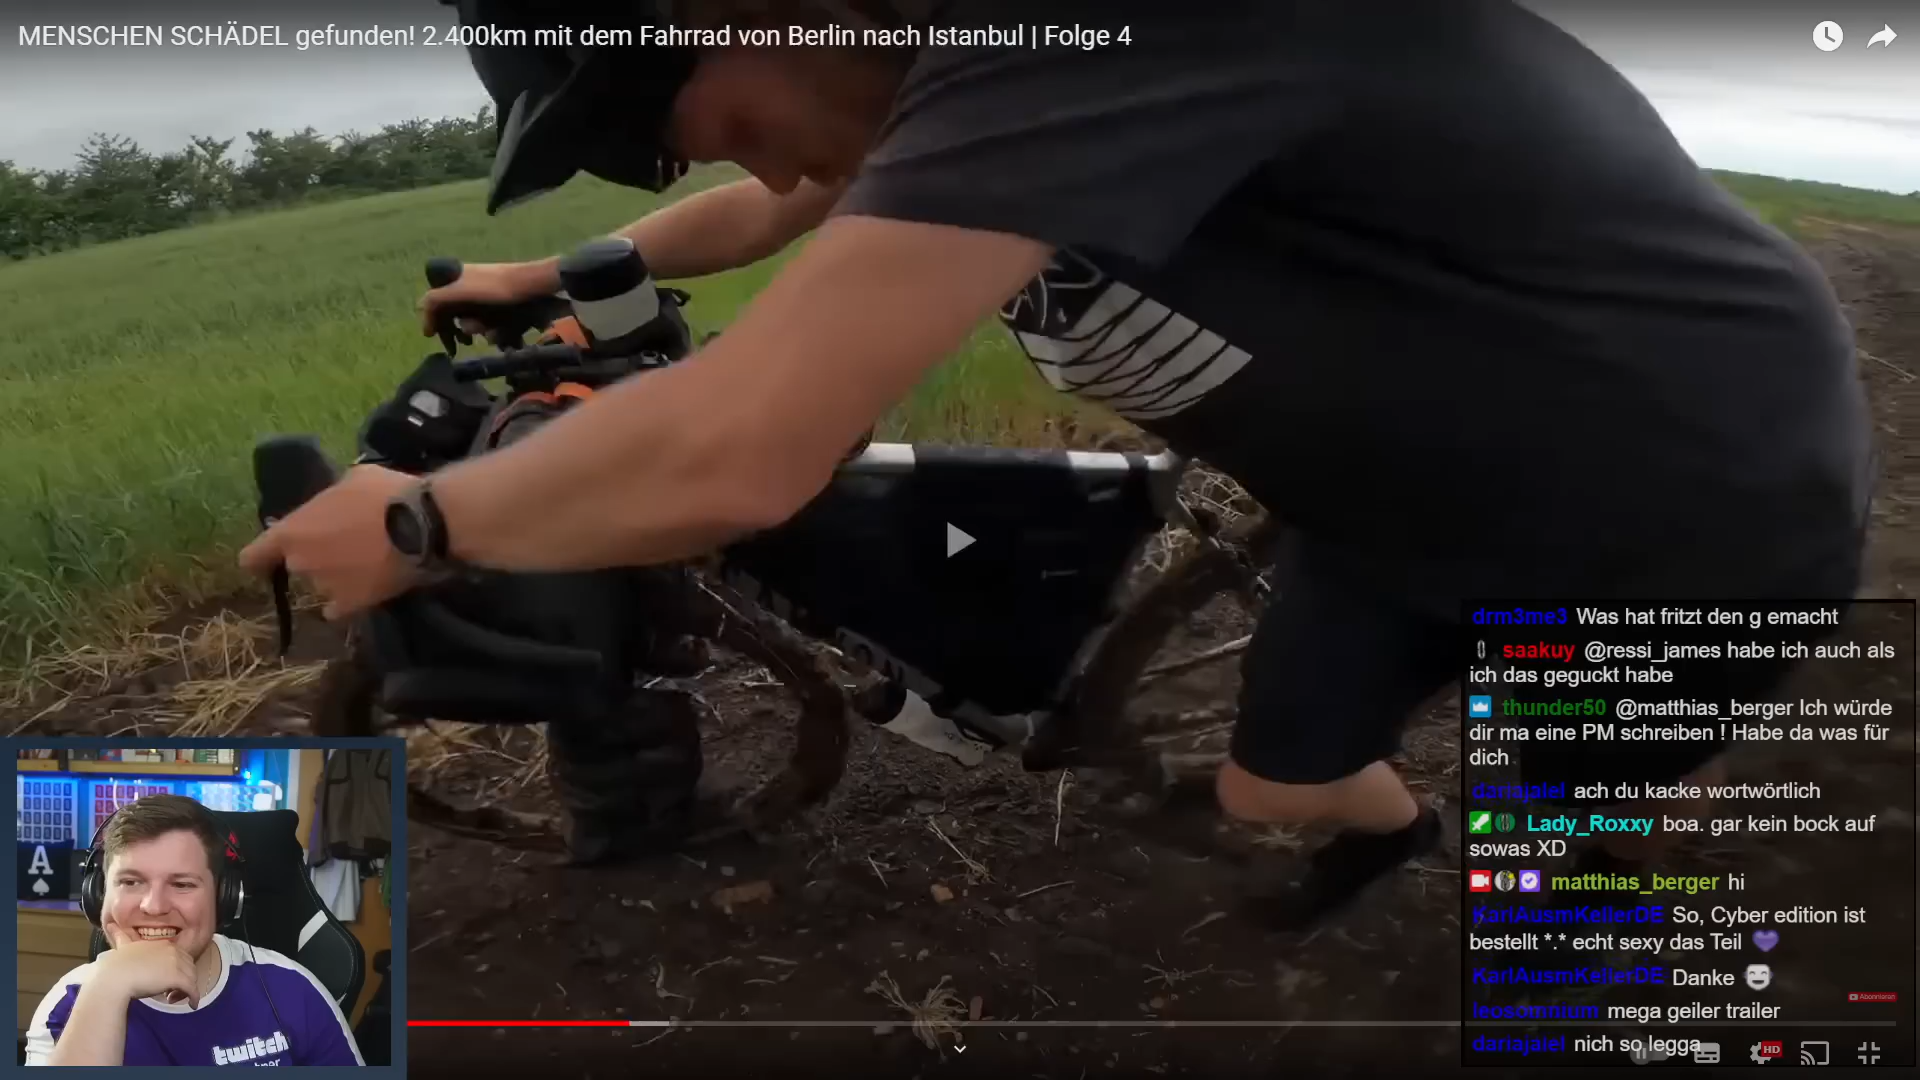 MENSCHEN SCHÄDEL gefunden! 2.400km mit dem Fahrrad von Berlin nach Istanbul | Folge 4
drm3me3 Was hat fritzt den g emacht
saakuy @ressi_james habe ich auch als
ich das geguckt habe
thunder50 @matthias_berger Ich würde
dir ma eine PM schreiben ! Habe da was für
dich
dariajalel ach du kacke wortwörtlich
Lady_Roxxy boa. gar kein bock auf
sowas XD
matthias_berger hi
KarlAusmKellerDE So, Cyber edition ist
bestellt *.* echt sexy das Teil
KarlAusmKellerDE Danke
Abonnieren
leosomnium mega geiler trailer
dariajalel nich so legga
HD
A
twitch